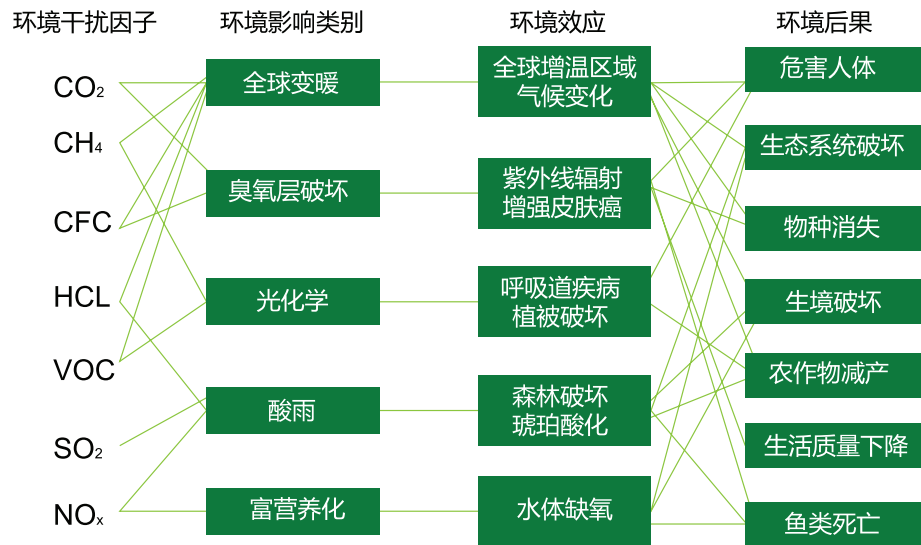 环境干扰因子
环境影响类别
环境效应
环境后果
CO₂
CH₄
CFC
HCL
VOC
SO₂
NOₓ
全球变暖
臭氧层破坏
光化学
酸雨
富营养化
全球增温区域
气候变化
紫外线辐射
增强皮肤癌
呼吸道疾病
植被破坏
森林破坏
琥珀酸化
水体缺氧
危害人体
生态系统破坏
物种消失
生境破坏
农作物减产
生活质量下降
鱼类死亡